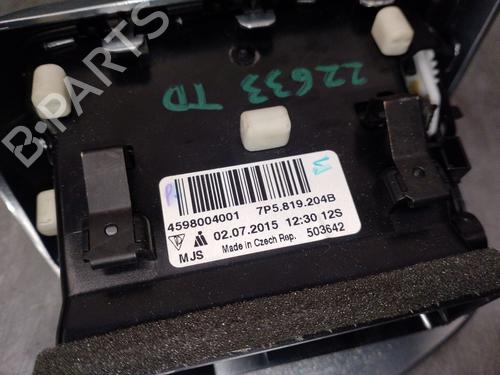 B-PARTS
22633 TD
4598004001 7P5.819.204B
02.07.2015 12:30 12S
MJS Made in Czech Rep. 503642